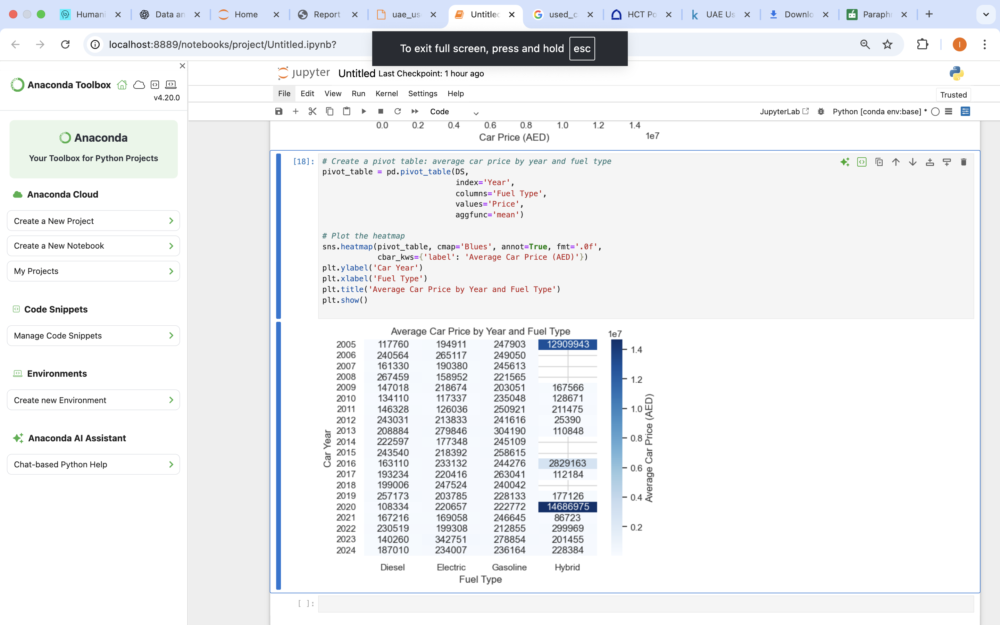 Humani
Data an
Home
Report
uae_us
Untitled
used_c
HCT Po
UAE Us
Downlo
Paraphr
localhost:8889/notebooks/project/Untitled.ipynb?
To exit full screen, press and hold esc
I
Anaconda Toolbox
v4.20.0
Anaconda
Your Toolbox for Python Projects
Anaconda Cloud
Create a New Project
Create a New Notebook
My Projects
Code Snippets
Manage Code Snippets
Environments
Create new Environment
Anaconda AI Assistant
Chat-based Python Help
jupyter Untitled Last Checkpoint: 1 hour ago
File Edit View Run Kernel Settings Help
Trusted
Code
JupyterLab
Python [conda env:base] *
0.0 0.2 0.4 0.6 0.8 1.0 1.2 1.4
1e7
Car Price (AED)
[18]:
# Create a pivot table: average car price by year and fuel type
pivot_table = pd.pivot_table(DS,
index='Year',
columns='Fuel Type',
values='Price',
aggfunc='mean')
# Plot the heatmap
sns.heatmap(pivot_table, cmap='Blues', annot=True, fmt='.0f',
cbar_kws={'label': 'Average Car Price (AED)'})
plt.ylabel('Car Year')
plt.xlabel('Fuel Type')
plt.title('Average Car Price by Year and Fuel Type')
plt.show()
Average Car Price by Year and Fuel Type
1e7
2005 117760 194911 247903 12909943
2006 240564 265117 249050
2007 161330 190380 245613
2008 267459 158952 221565
2009 147018 218674 203051 167566
2010 134110 117337 235048 128671
2011 146328 126036 250921 211475
2012 243031 213833 241616 25390
2013 208884 279846 304190 110848
2014 222597 177348 245109
2015 243540 218392 258615
2016 163110 233132 244276 2829163
2017 193234 220416 263041 112184
2018 199006 247524 240042
2019 257173 203785 228133 177126
2020 108334 220657 222772 14686975
2021 167216 169058 246645 86723
2022 230519 199308 212855 299969
2023 140260 342751 278854 201455
2024 187010 234007 236164 228384
Diesel Electric Gasoline Hybrid
Fuel Type
Car Year
1.4
1.2
1.0
0.8
0.6
0.4
0.2
Average Car Price (AED)
[ ]: